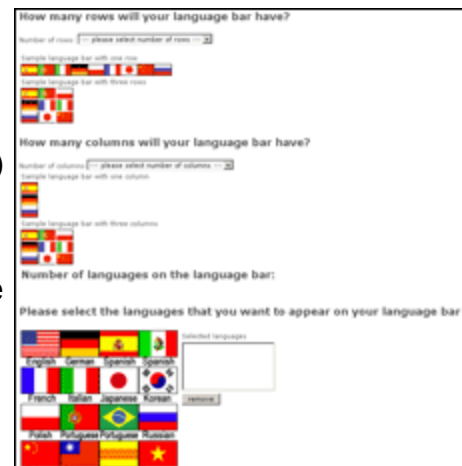 How many rows will your language bar have?
Number of rows: --- please select number of rows ---
Sample language bar with one row
Sample language bar with three rows
How many columns will your language bar have?
)
Number of columns --- please select number of columns ---
Sample language bar with one column
Sample language bar with three columns
Number of languages on the language bar:
e
Please select the languages that you want to appear on your language bar
Selected languages
English German Spanish Spanish
French Italian Japanese Korean
remove
Polish Portuguese Portuguese Russian